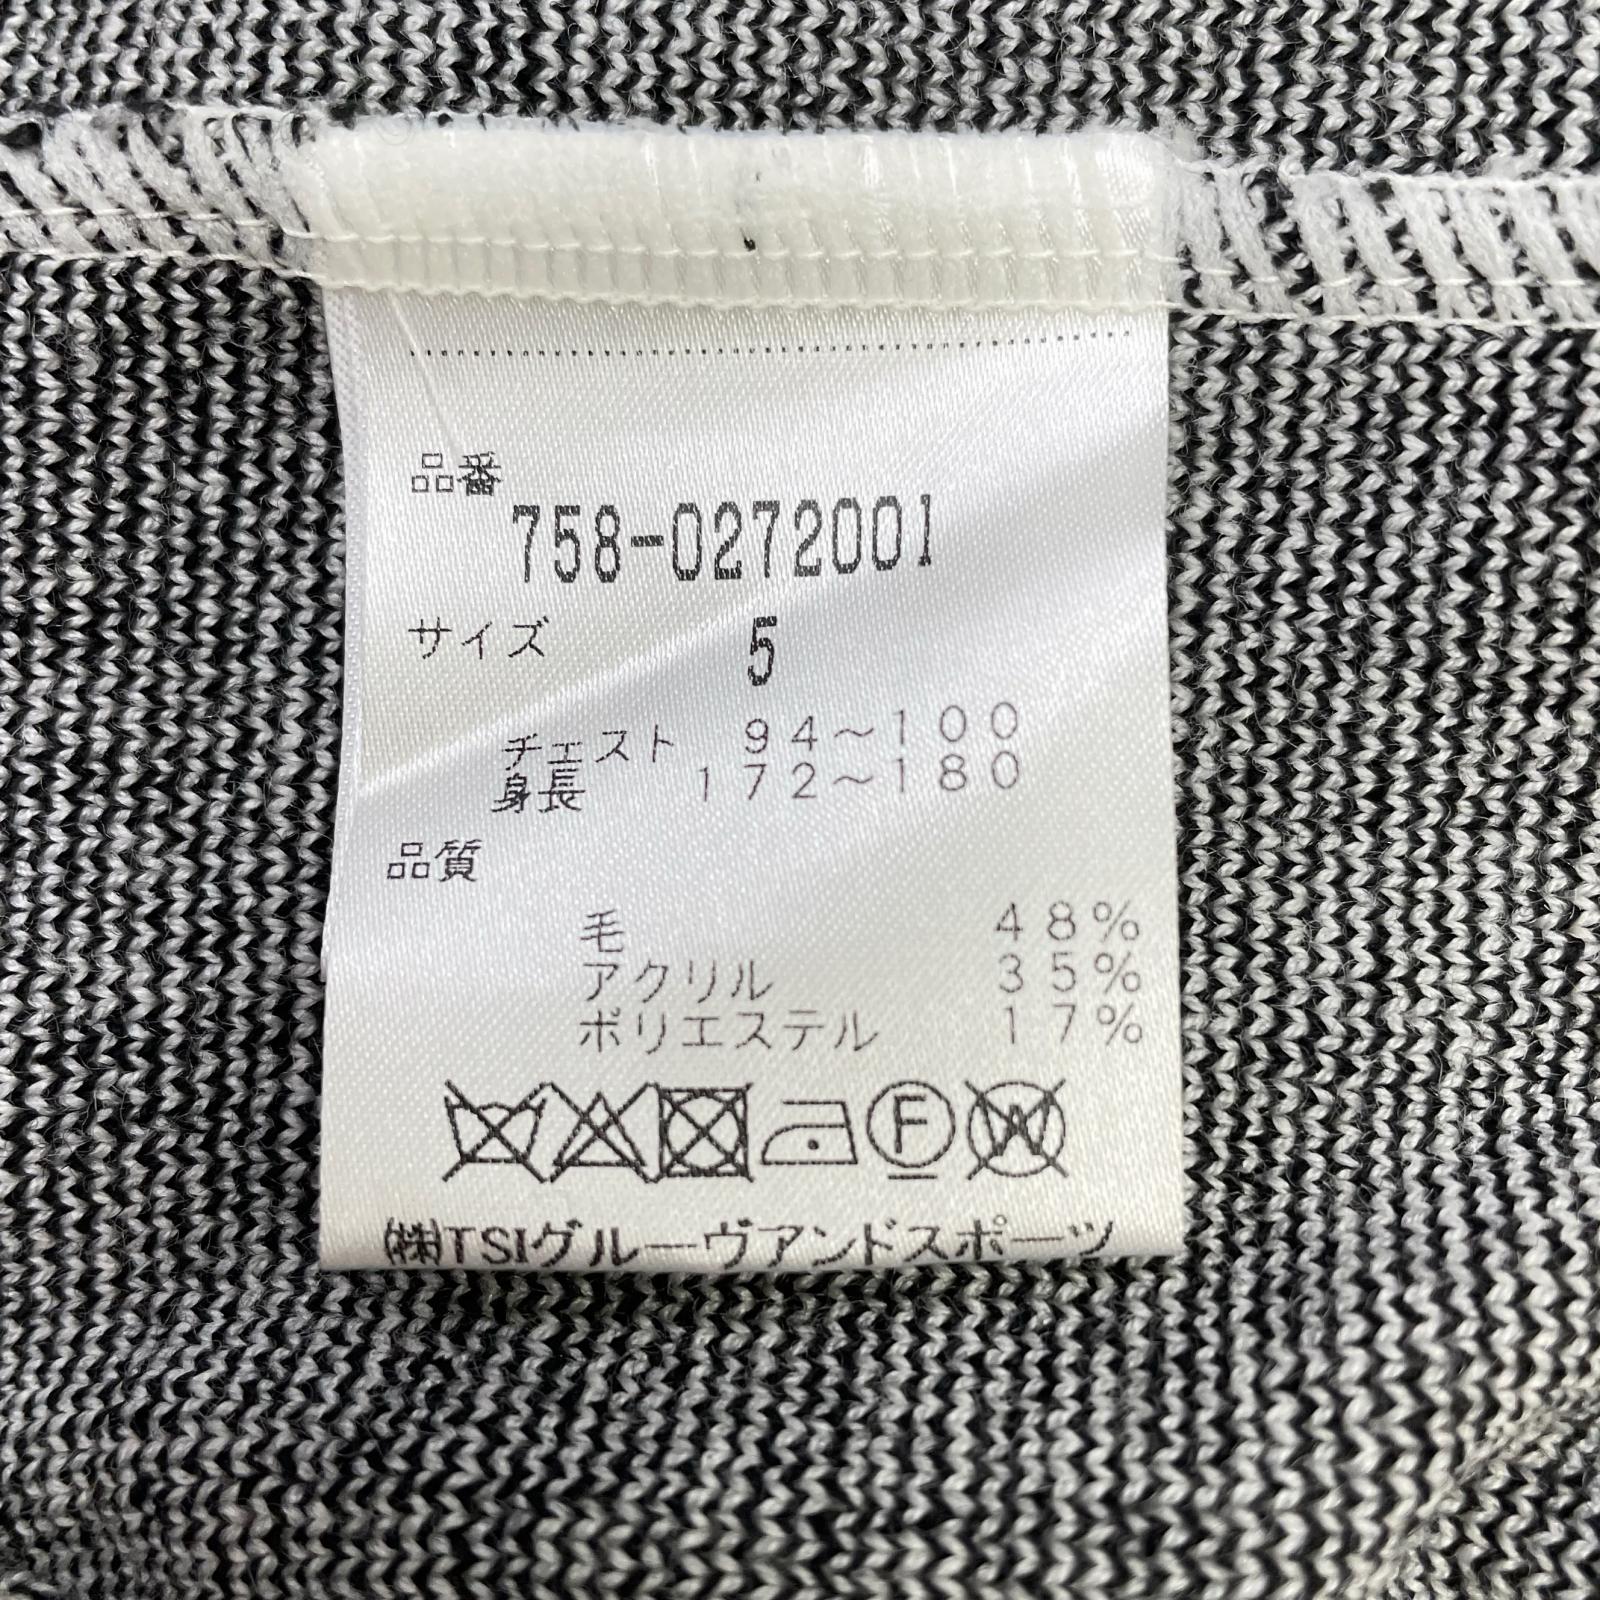 品番
758-0272001
サイズ 5
チェスト 94～100
身長 172～180
品質
毛 48%
アクリル 35%
ポリエステル 17%
F W
㈱TSIグルーヴアンドスポーツ